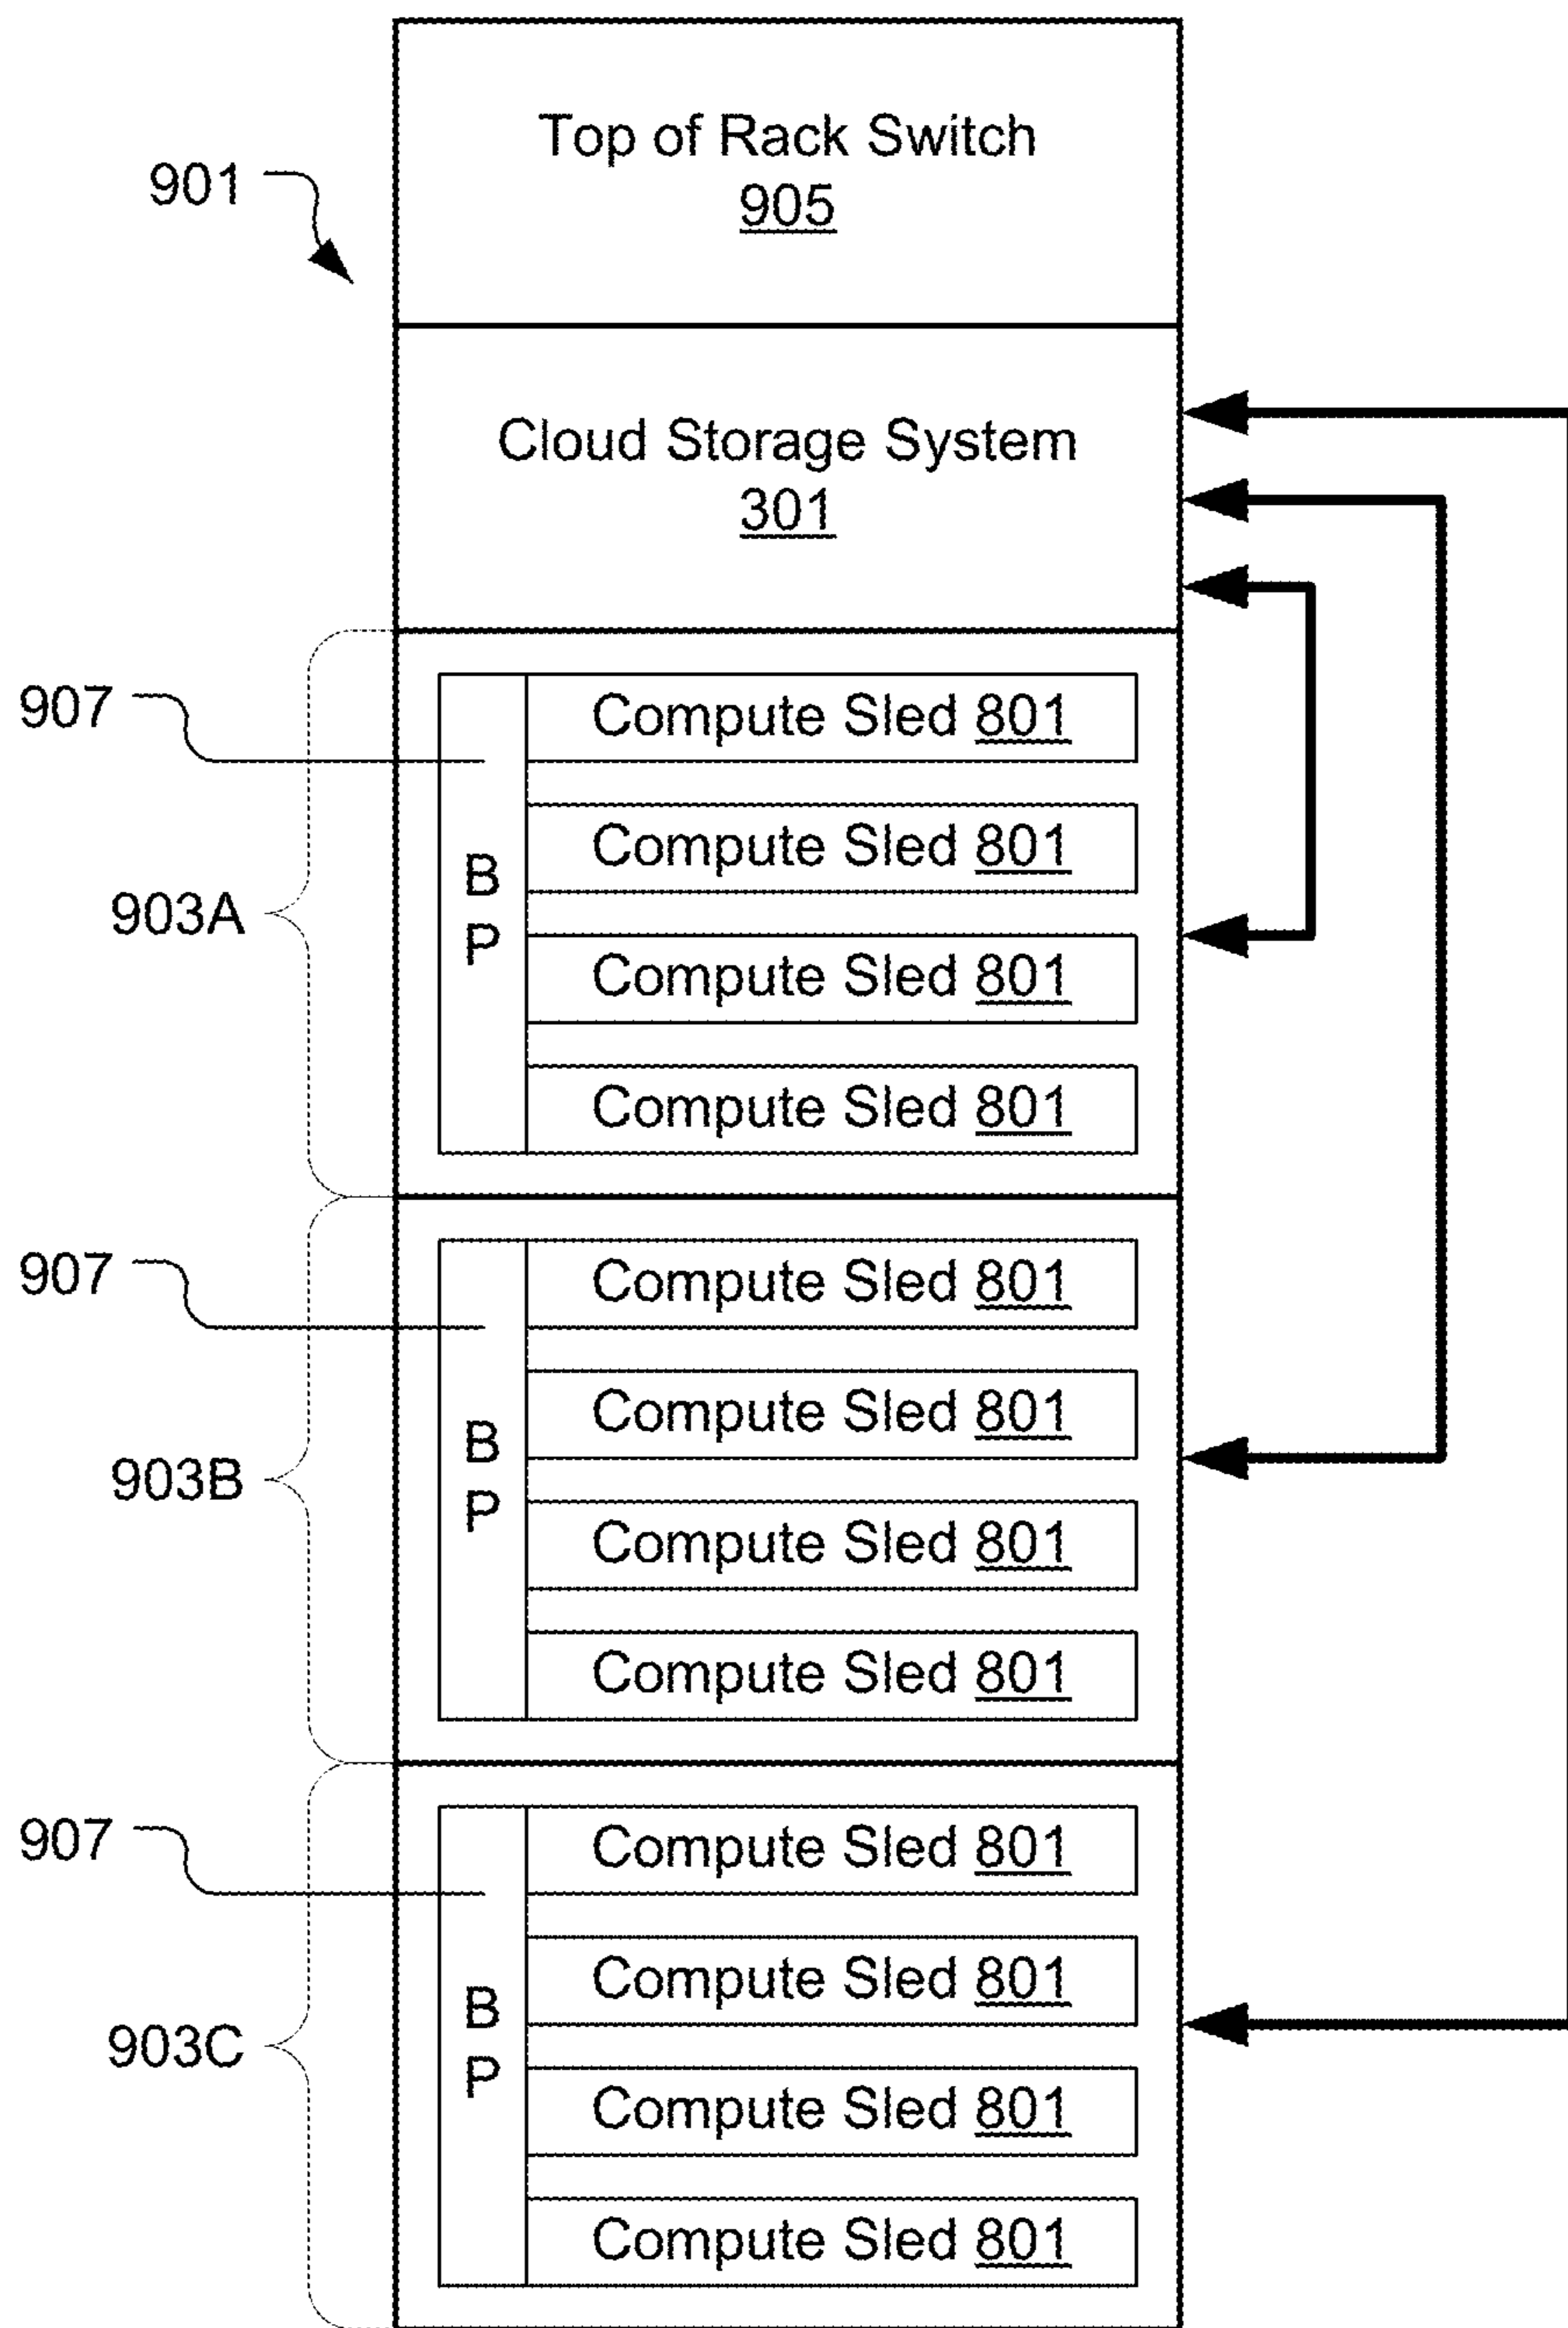 Top of Rack Switch
905
901
Cloud Storage System
301
907
Compute Sled 801
Compute Sled 801
B
P
903A
Compute Sled 801
Compute Sled 801
907
Compute Sled 801
Compute Sled 801
B
P
903B
Compute Sled 801
Compute Sled 801
907
Compute Sled 801
Compute Sled 801
B
P
903C
Compute Sled 801
Compute Sled 801